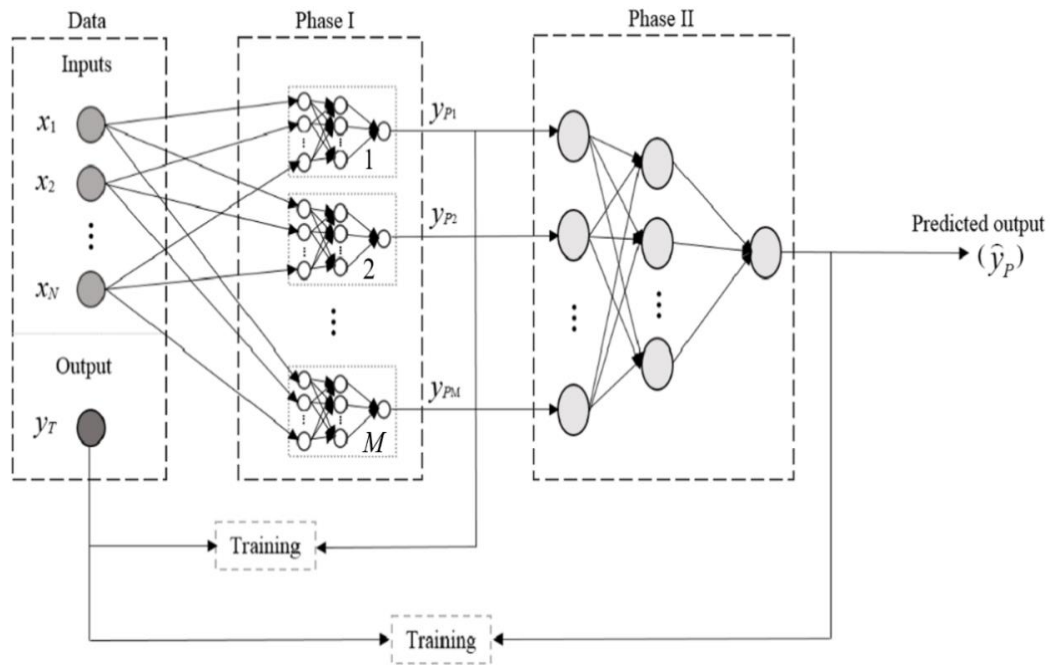 Data
Phase I
Phase II
Inputs
x1
x2
xN
Output
yT
1
2
M
yP1
yP2
yPM
Predicted output
(ŷP)
Training
Training